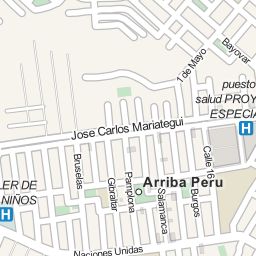 Bayovar
1 de Mayo
puesto
salud PROY
ESPECIA
H
Jose Carlos Mariategui
Calle 16
Bruselas
Gibraltar
Pamplona
Salamanca
Burgos
Arriba Peru
LER DE
NIÑOS
H
Naciones Unidas